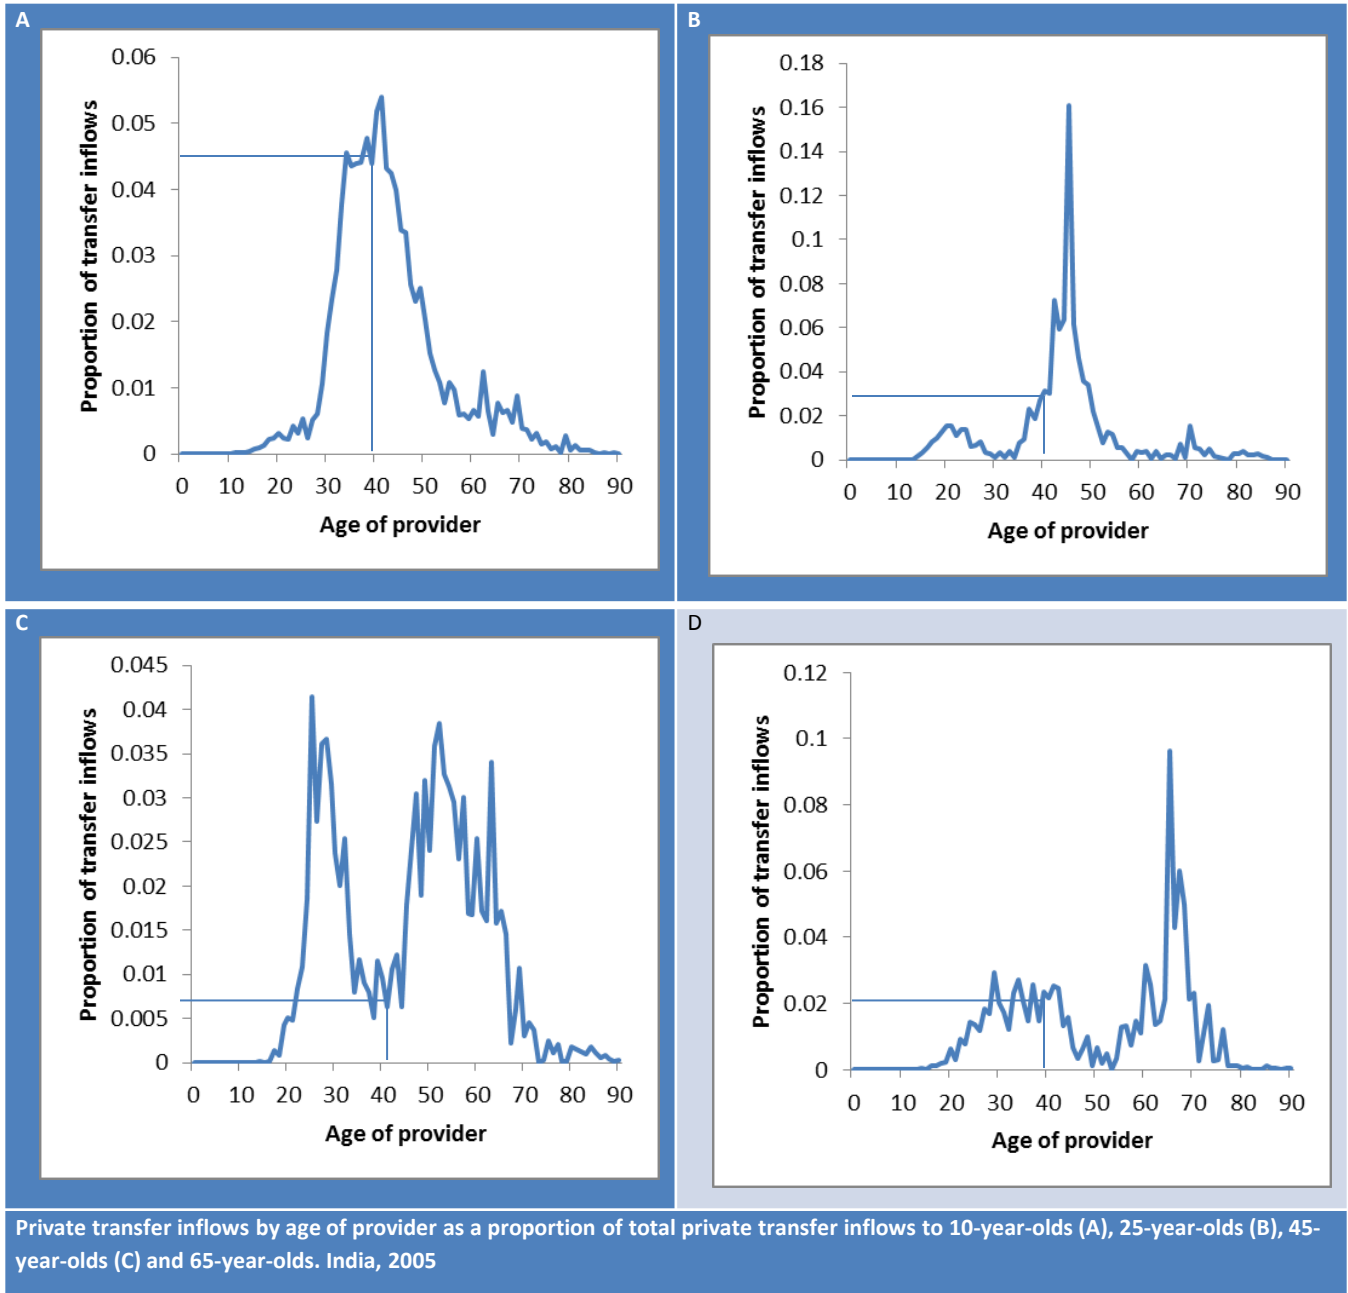 A
0.06
0.05
0.04
0.03
0.02
0.01
0
Proportion of transfer inflows
0 10 20 30 40 50 60 70 80 90
Age of provider
B
0.18
0.16
0.14
0.12
0.1
0.08
0.06
0.04
0.02
0
Proportion of transfer inflows
0 10 20 30 40 50 60 70 80 90
Age of provider
C
0.045
0.04
0.035
0.03
0.025
0.02
0.015
0.01
0.005
0
Proportion of transfer inflows
0 10 20 30 40 50 60 70 80 90
Age of provider
D
0.12
0.1
0.08
0.06
0.04
0.02
0
Proportion of transfer inflows
0 10 20 30 40 50 60 70 80 90
Age of provider
Private transfer inflows by age of provider as a proportion of total private transfer inflows to 10-year-olds (A), 25-year-olds (B), 45-
year-olds (C) and 65-year-olds. India, 2005